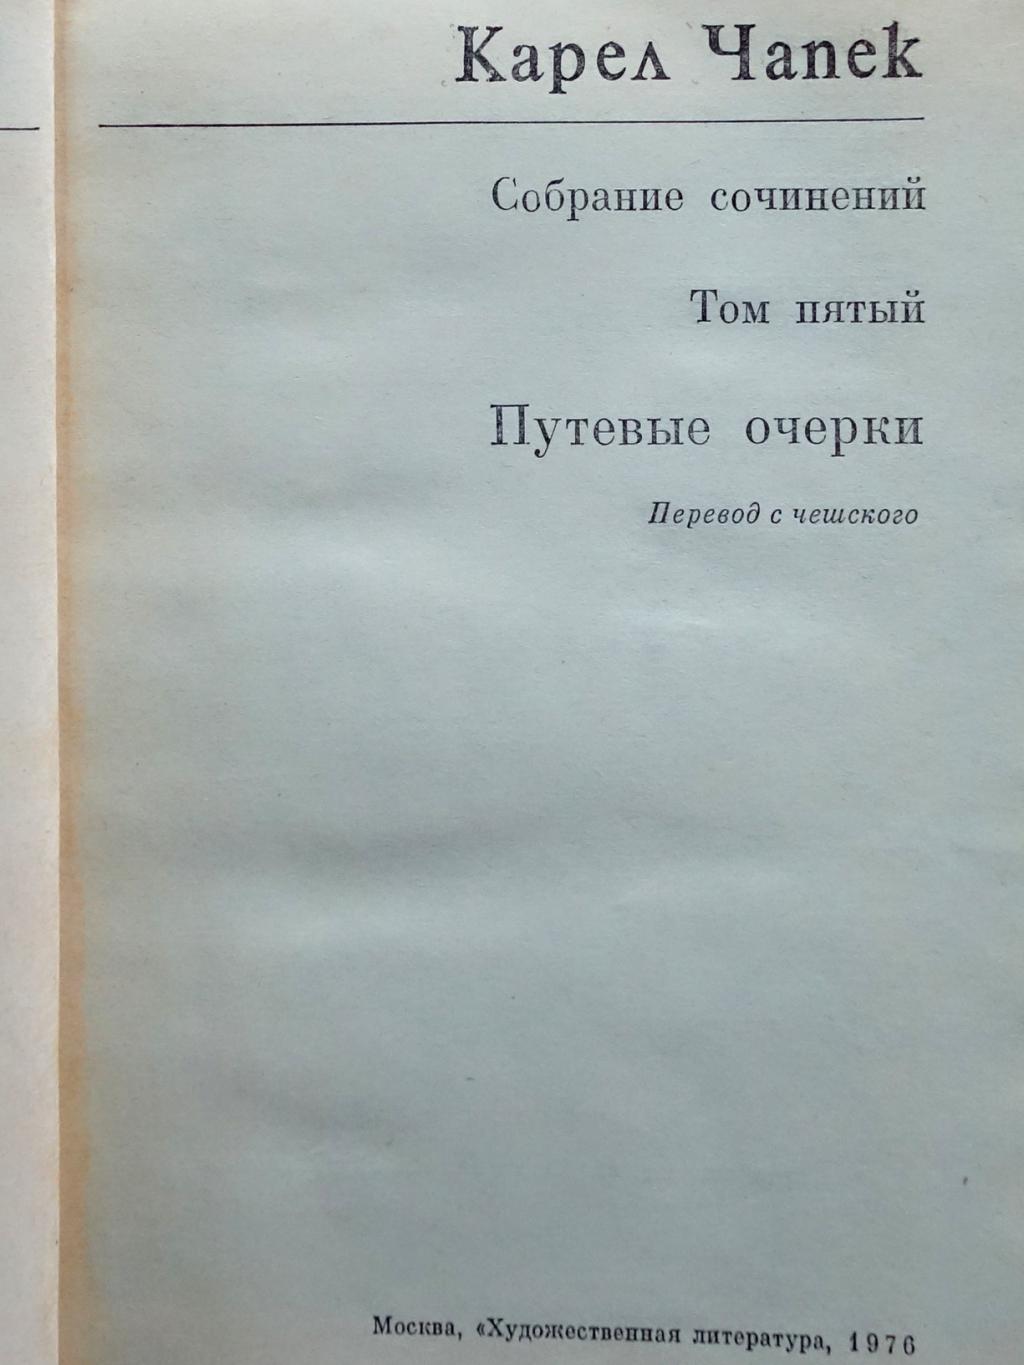 Карел Чапек
Собрание сочинений
Том пятый
Путевые очерки
Перевод с чешского
Москва, «Художественная литература, 1976